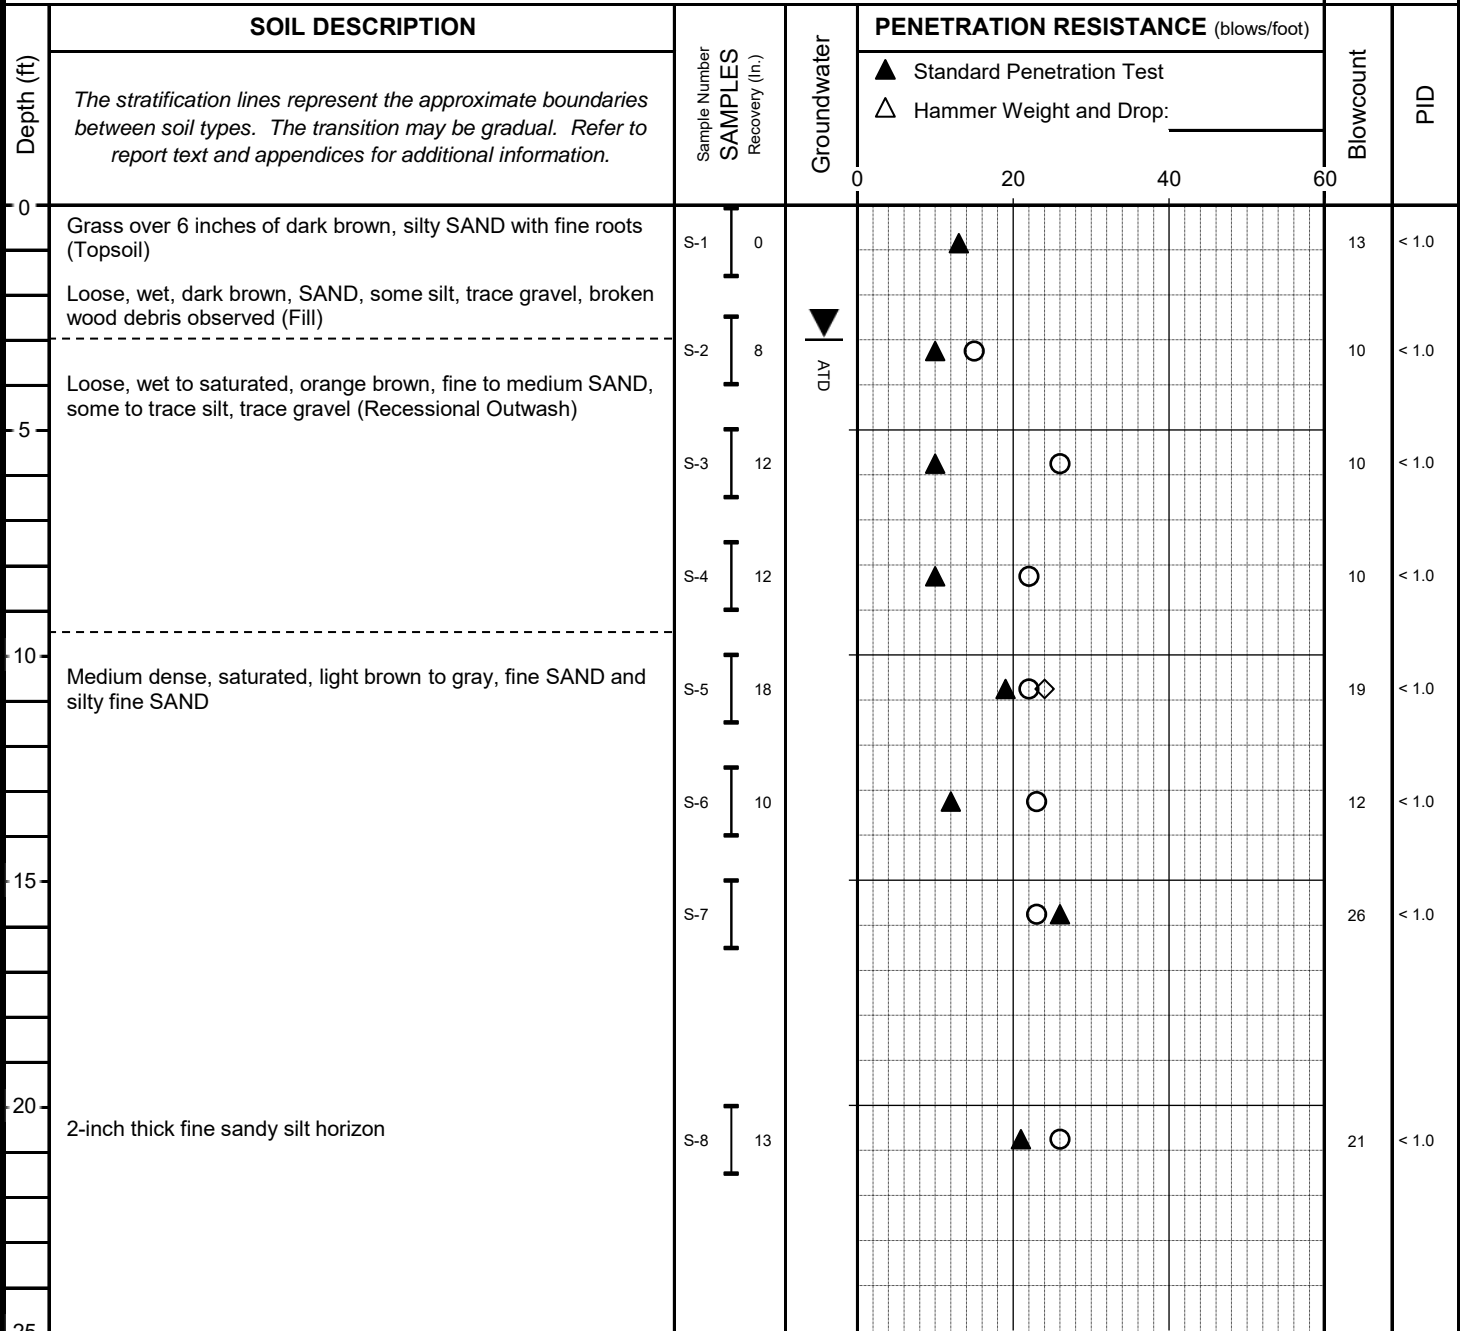 SOIL DESCRIPTION
PENETRATION RESISTANCE (blows/foot)
Depth (ft)
The stratification lines represent the approximate boundaries
between soil types. The transition may be gradual. Refer to
report text and appendices for additional information.
Sample Number
SAMPLES
Recovery (In.)
Groundwater
▲ Standard Penetration Test
△ Hammer Weight and Drop:
Blowcount
PID
0 20 40 60
0
Grass over 6 inches of dark brown, silty SAND with fine roots
(Topsoil)
S-1 0 13 < 1.0
Loose, wet, dark brown, SAND, some silt, trace gravel, broken
wood debris observed (Fill)
S-2 8 10 < 1.0
ATD
Loose, wet to saturated, orange brown, fine to medium SAND,
some to trace silt, trace gravel (Recessional Outwash)
5
S-3 12 10 < 1.0
S-4 12 10 < 1.0
10
Medium dense, saturated, light brown to gray, fine SAND and
silty fine SAND
S-5 18 19 < 1.0
S-6 10 12 < 1.0
15
S-7 26 < 1.0
20
2-inch thick fine sandy silt horizon
S-8 13 21 < 1.0
25